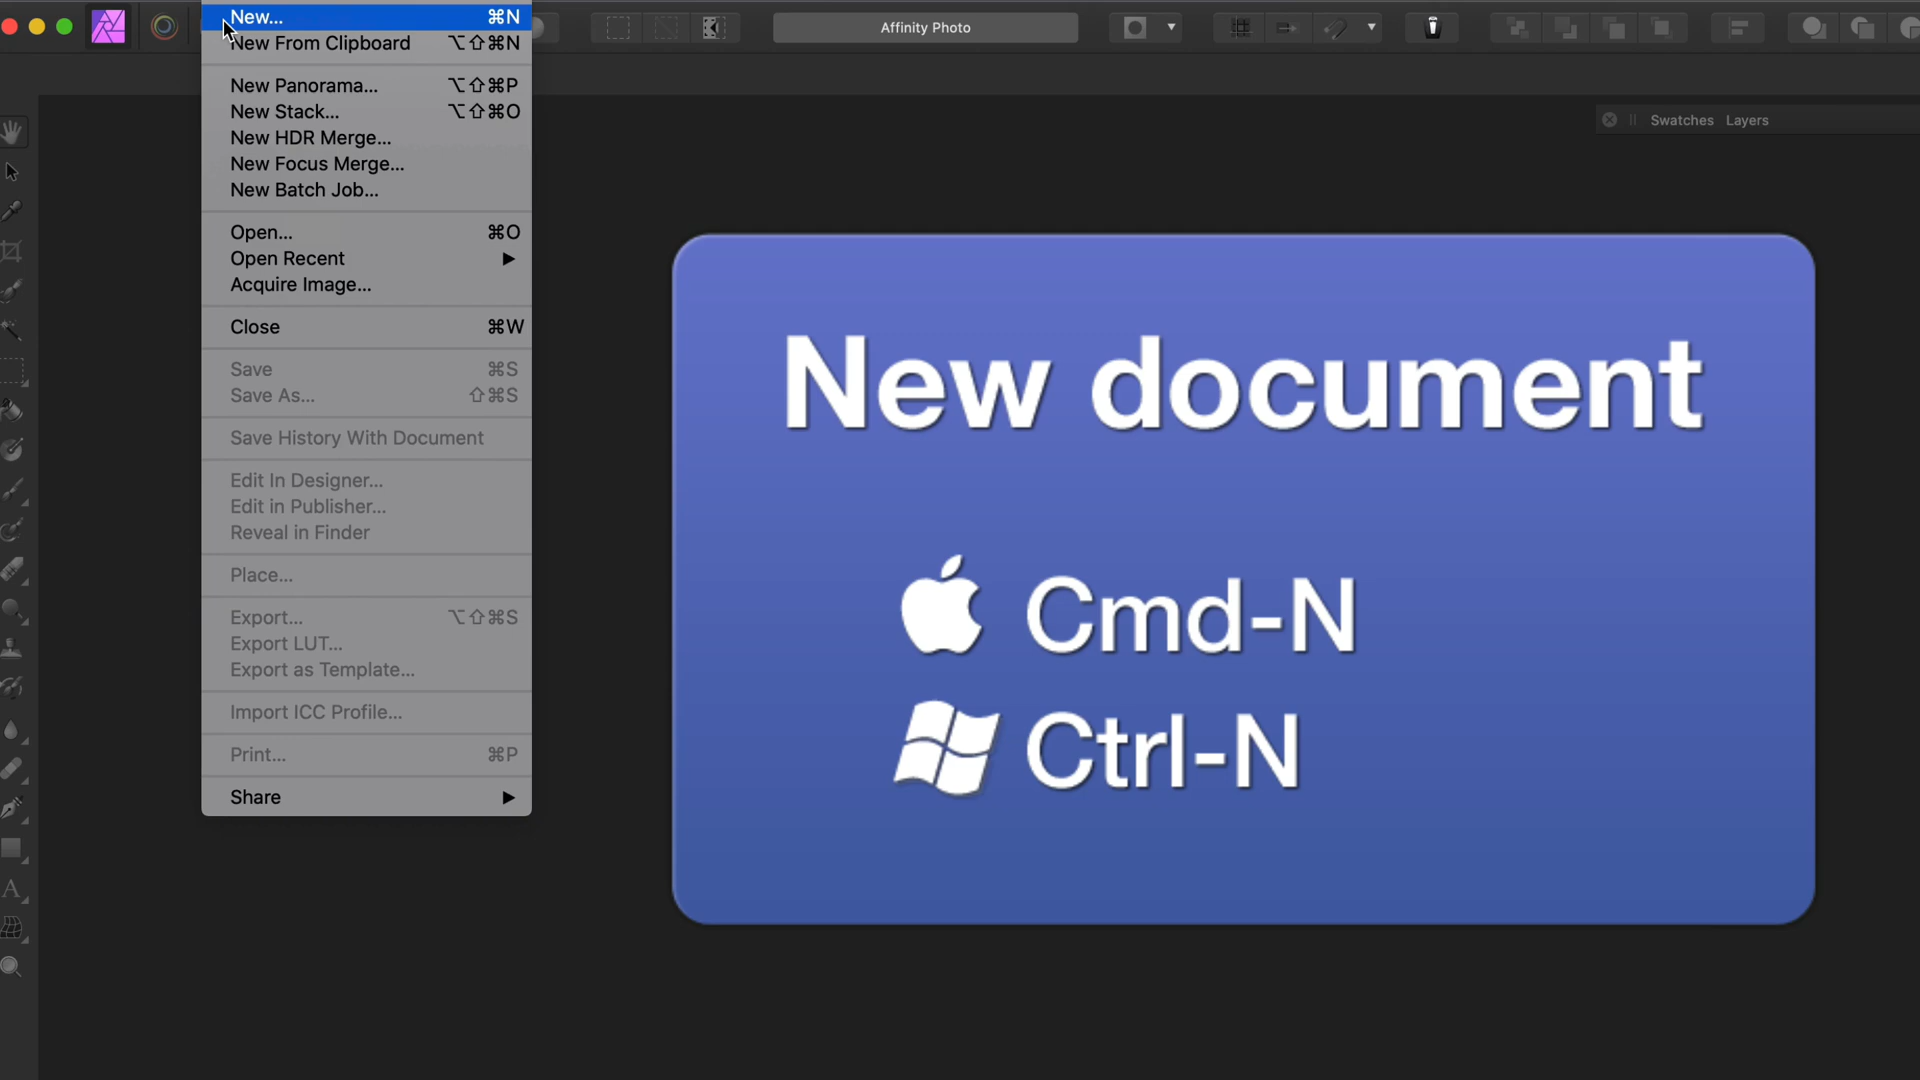 New... ⌘N
New From Clipboard ⌥⇧⌘N
New Panorama... ⌥⇧⌘P
New Stack... ⌥⇧⌘O
New HDR Merge...
New Focus Merge...
New Batch Job...
Open... ⌘O
Open Recent ▶
Acquire Image...
Close ⌘W
Save ⌘S
Save As... ⇧⌘S
Save History With Document
Edit In Designer...
Edit in Publisher...
Reveal in Finder
Place...
Export... ⌥⇧⌘S
Export LUT...
Export as Template...
Import ICC Profile...
Print... ⌘P
Share ▶
Affinity Photo
Swatches Layers
New document
Cmd-N
Ctrl-N
A